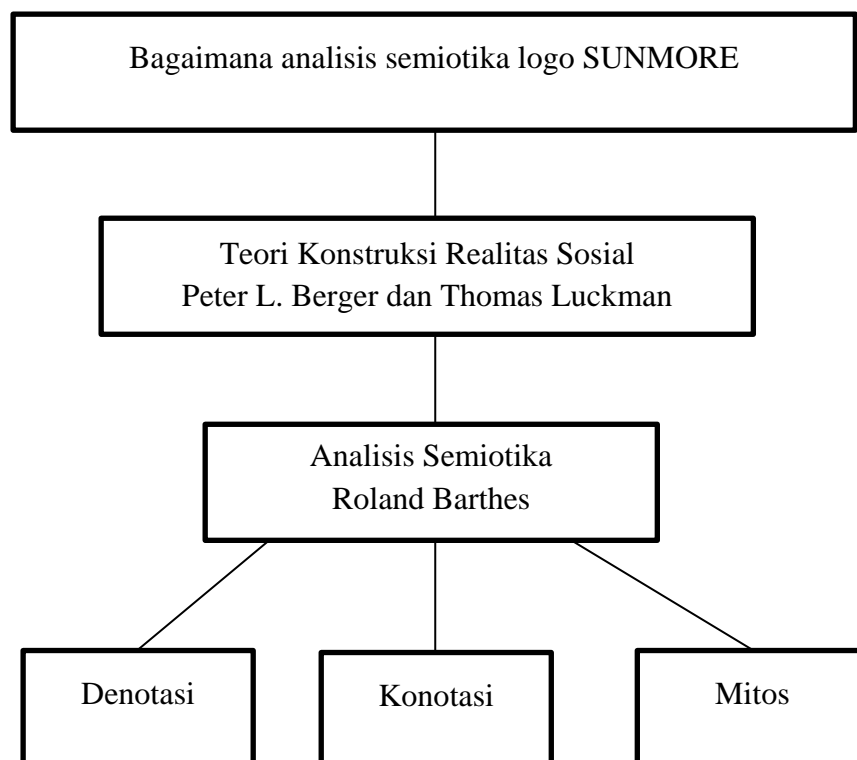 Bagaimana analisis semiotika logo SUNMORE
Teori Konstruksi Realitas Sosial
Peter L. Berger dan Thomas Luckman
Analisis Semiotika
Roland Barthes
Denotasi
Konotasi
Mitos